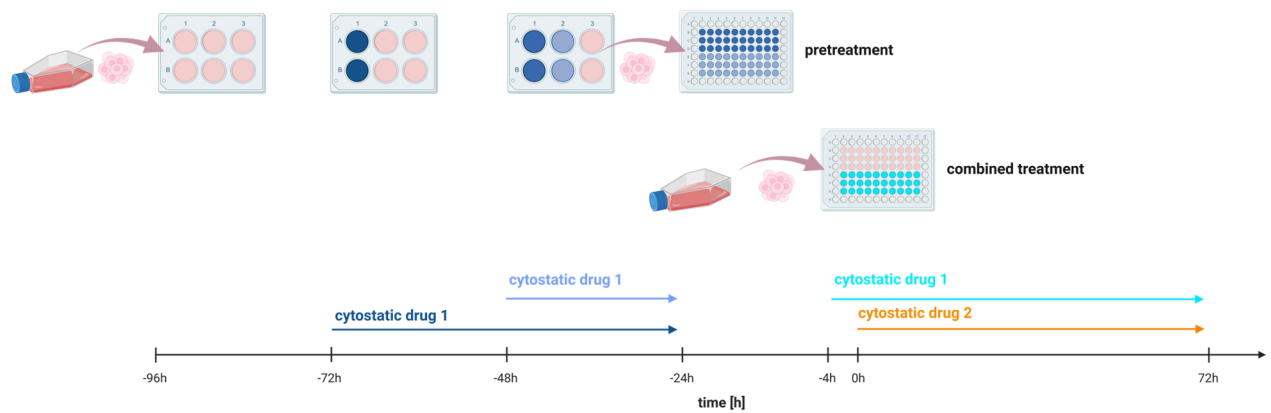 1 2 3
A
B
1 2 3
A
B
1 2 3
A
B
pretreatment
combined treatment
cytostatic drug 1
cytostatic drug 1
cytostatic drug 1
cytostatic drug 2
-96h -72h -48h -24h -4h 0h 72h
time [h]